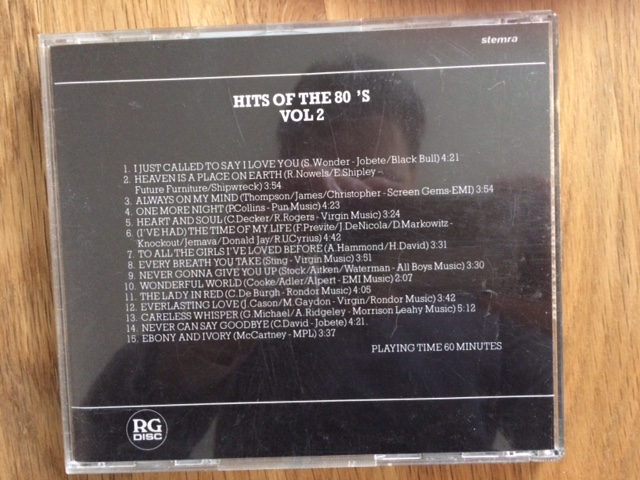 stemra
HITS OF THE 80 'S
VOL 2
1. I JUST CALLED TO SAY I LOVE YOU (S.Wonder - Jobete/Black Bull) 4:21
2. HEAVEN IS A PLACE ON EARTH (R.Nowels/E.Shipley -
Future Furniture/Shipwreck) 3:54
3. ALWAYS ON MY MIND (Thompson/James/Christopher - Screen Gems-EMI) 3:54
4. ONE MORE NIGHT (P.Collins - Pun Music) 4:23
5. HEART AND SOUL (C.Decker/R.Rogers - Virgin Music) 3:24
6. (I'VE HAD) THE TIME OF MY LIFE (F.Previte/J.DeNicola/D.Markowitz -
Knockout/Jemava/Donald Jay/R.U.Cyrius) 4:42
7. TO ALL THE GIRLS I'VE LOVED BEFORE (A Hammond/H.David) 3:31
8. EVERY BREATH YOU TAKE (Sting - Virgin Music) 3:51
9. NEVER GONNA GIVE YOU UP (Stock/Aitken/Waterman - All Boys Music) 3:30
10. WONDERFUL WORLD (Cooke/Adler/Alpert - EMI Music) 2:07
11. THE LADY IN RED (C.De Burgh - Rondor Music) 4:05
12. EVERLASTING LOVE (J.Cason/M.Gaydon - Virgin/Rondor Music) 3:42
13. CARELESS WHISPER (G.Michael/A.Ridgeley - Morrison Leahy Music) 5:12
14. NEVER CAN SAY GOODBYE (C.David - Jobete) 4:21
15. EBONY AND IVORY (McCartney - MPL) 3:37
PLAYING TIME 60 MINUTES
RG
DISC